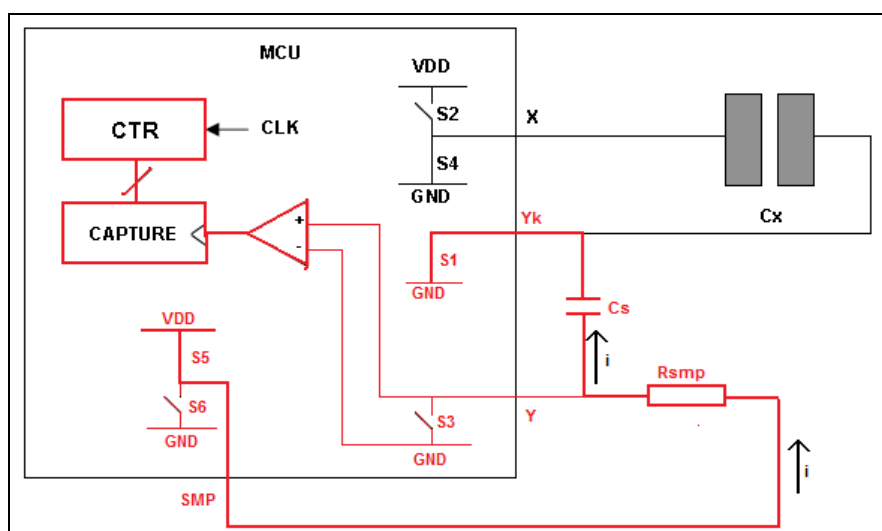 MCU
VDD
S2
X
CTR
CLK
S4
GND
CAPTURE
+
-
Yk
Cx
S1
GND
Cs
VDD
i
Rsmp
S5
S6
S3
Y
GND
GND
i
SMP